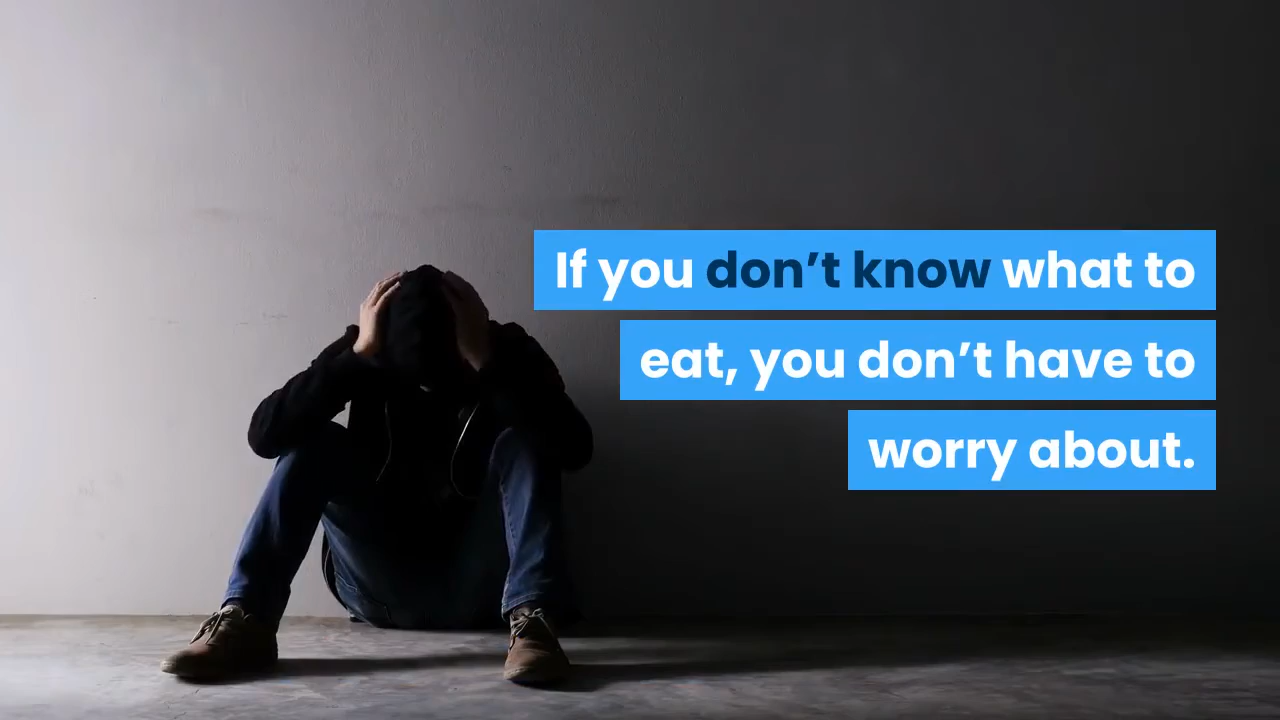 If you don’t know what to
eat, you don’t have to
worry about.